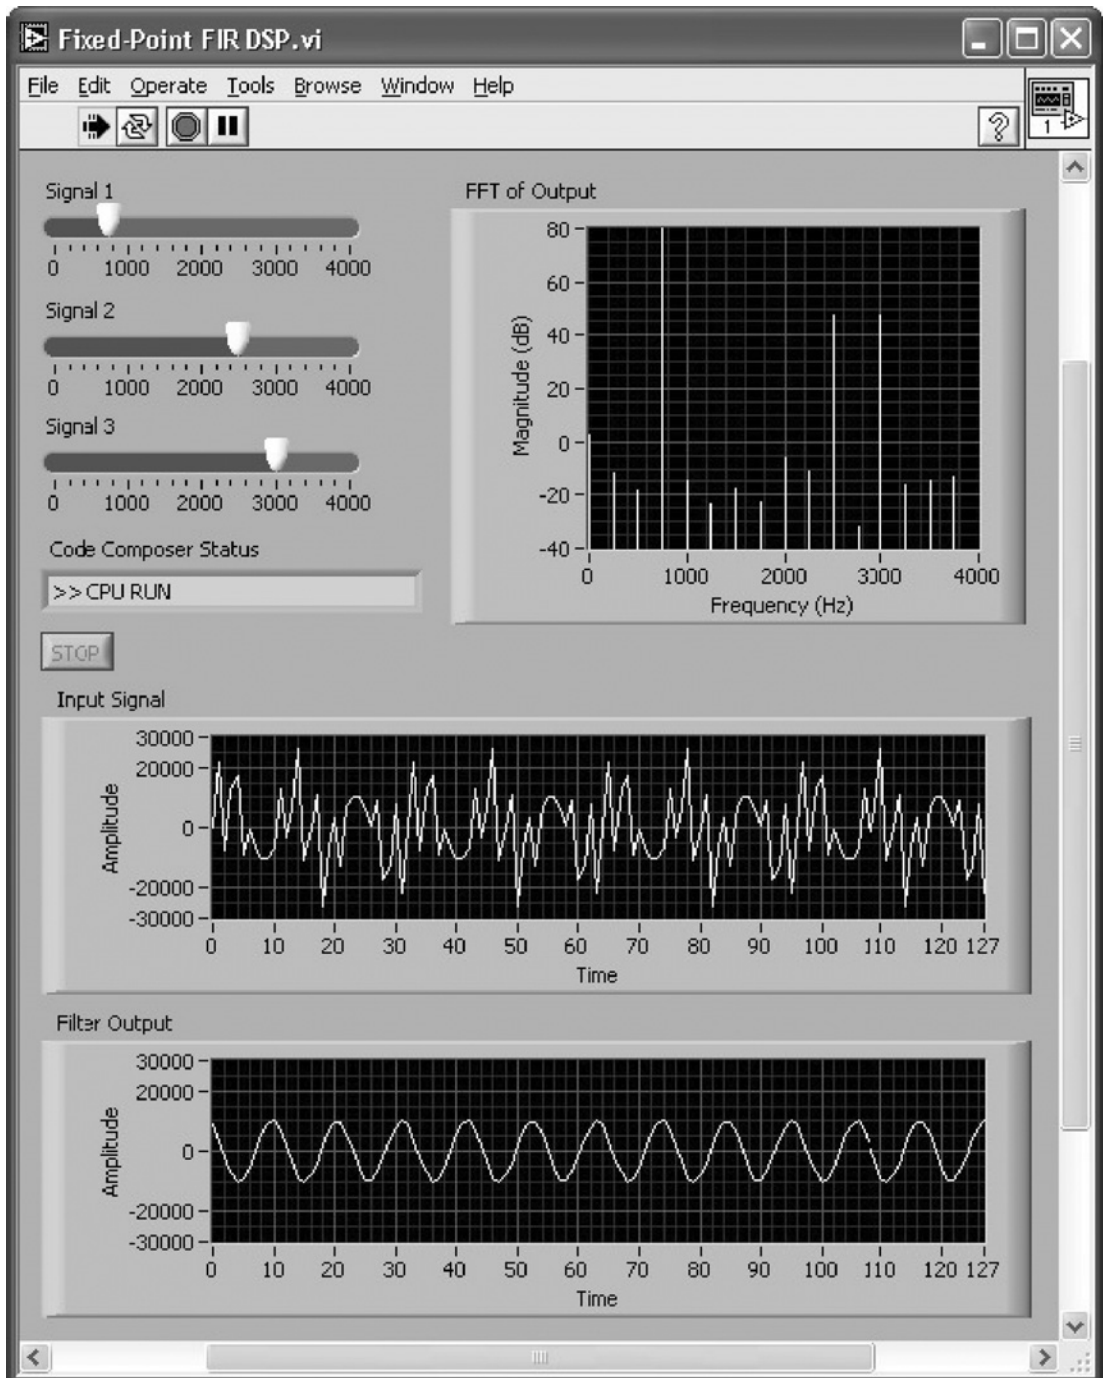 Fixed-Point FIR DSP.vi
File Edit Operate Tools Browse Window Help
1
Signal 1
0 1000 2000 3000 4000
Signal 2
0 1000 2000 3000 4000
Signal 3
0 1000 2000 3000 4000
Code Composer Status
>> CPU RUN
STOP
FFT of Output
Magnitude (dB)
80
60
40
20
0
-20
-40
0 1000 2000 3000 4000
Frequency (Hz)
Input Signal
Amplitude
30000
20000
0
-20000
-30000
0 10 20 30 40 50 60 70 80 90 100 110 120 127
Time
Filter Output
Amplitude
30000
20000
0
-20000
-30000
0 10 20 30 40 50 60 70 80 90 100 110 120 127
Time